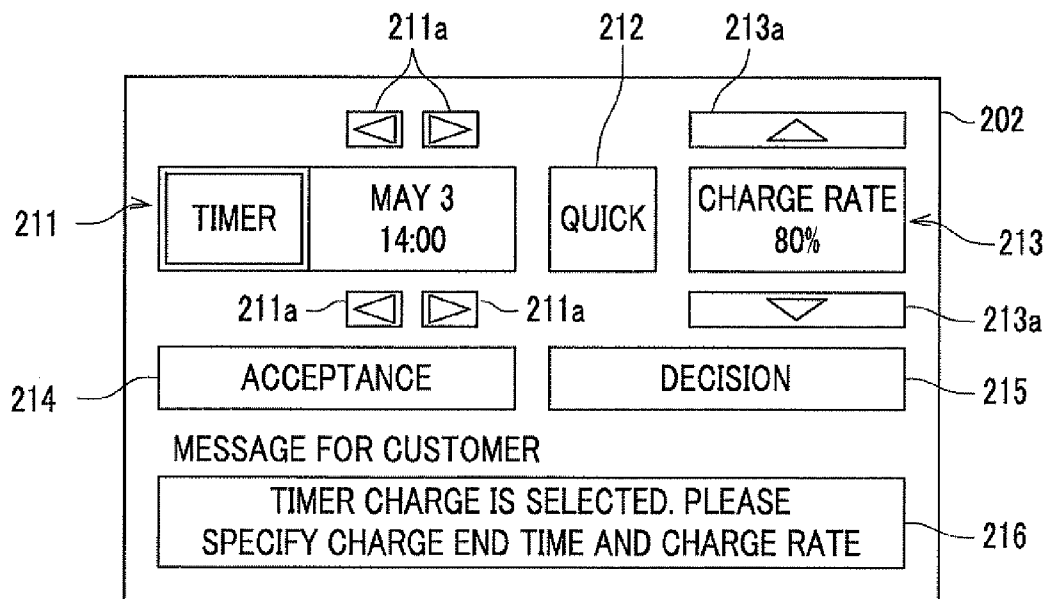 211a
212
213a
202
211
TIMER
MAY 3
14:00
QUICK
CHARGE RATE
80%
213
211a
211a
213a
214
ACCEPTANCE
DECISION
215
MESSAGE FOR CUSTOMER
TIMER CHARGE IS SELECTED. PLEASE
SPECIFY CHARGE END TIME AND CHARGE RATE
216